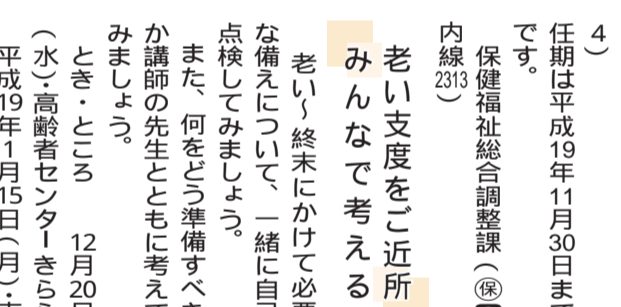 4）
任期は平成19年11月30日まで
です。
保健福祉総合調整課（保
内線2313）
老い支度をご近所
みんなで考える
老い〜終末にかけて必要
な備えについて、一緒に自己
点検してみましょう。
また、何をどう準備すべき
か講師の先生とともに考えて
みましょう。
とき・ところ　12月20日
（水）・高齢者センターきらら
平成19年1月15日（月）・